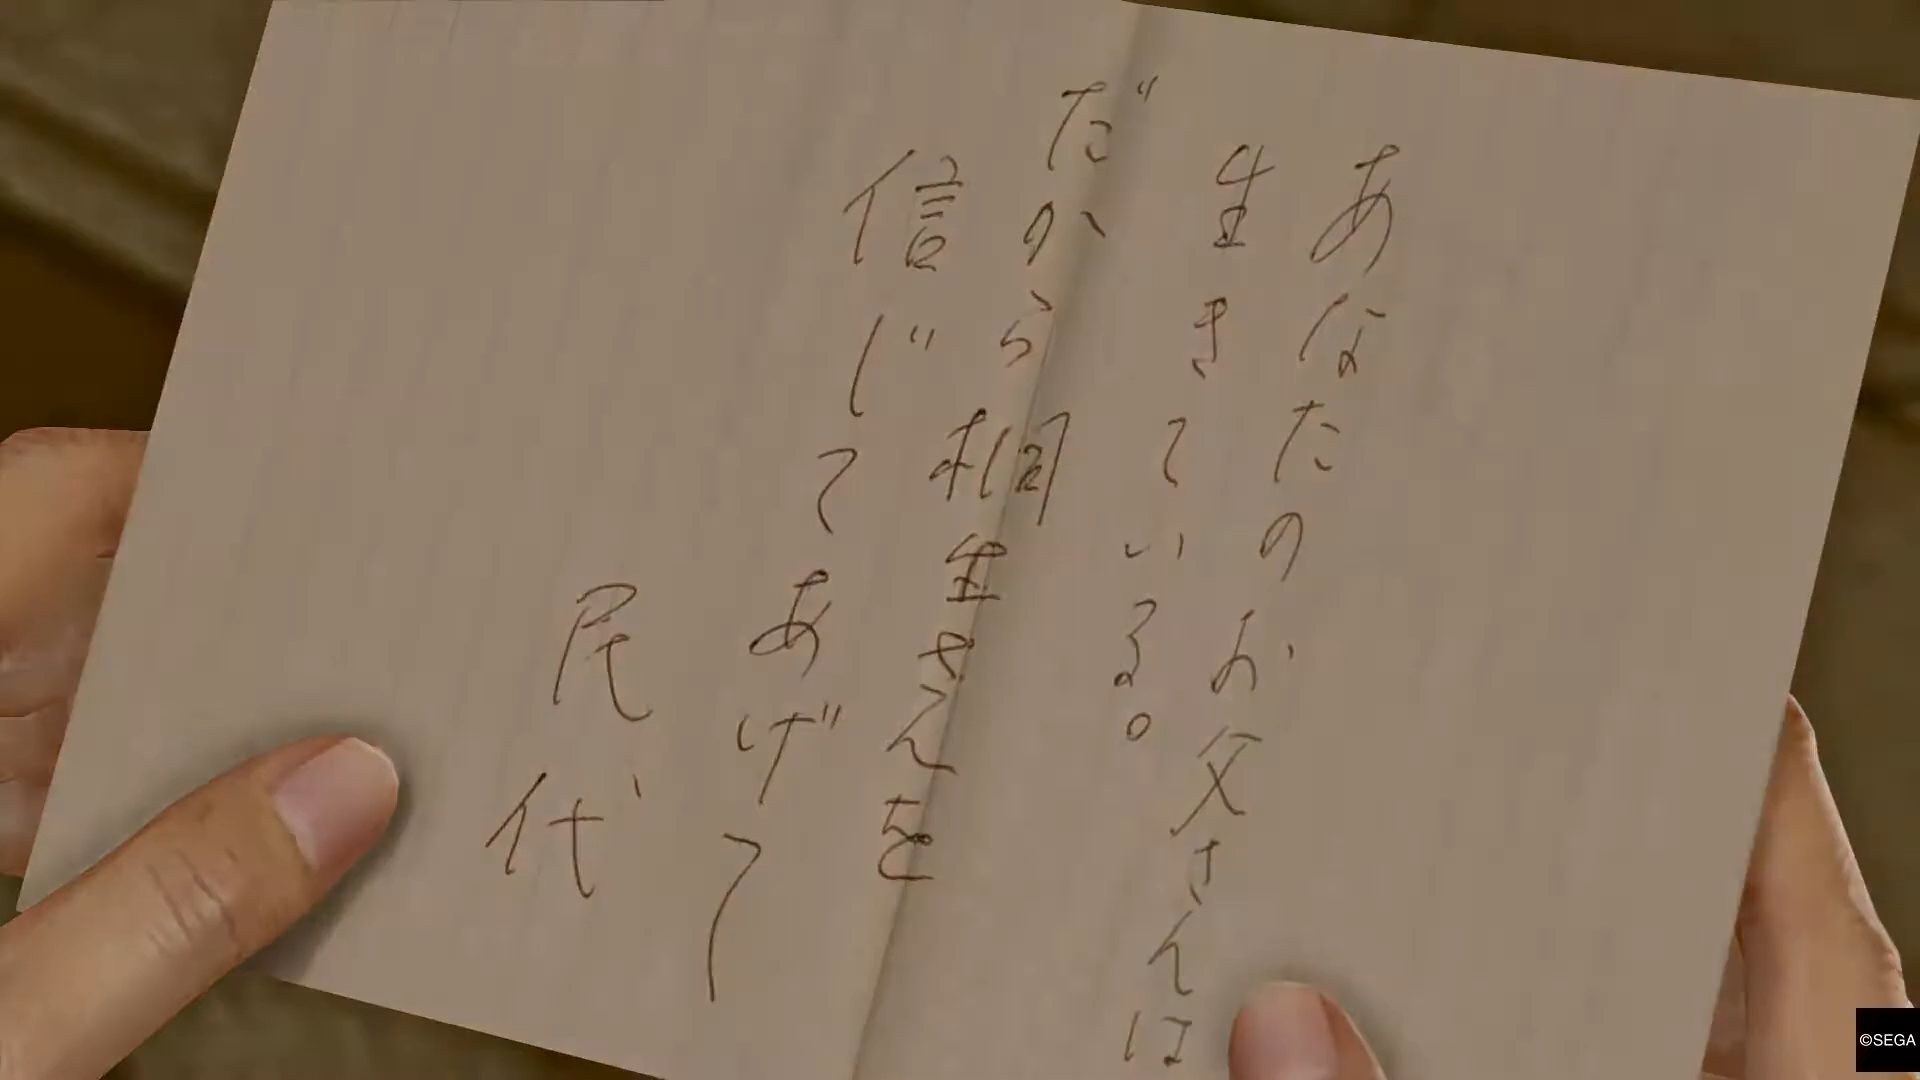 あなたのお父さんは
生きている。
だから桐生さんを
信じてあげて
民代
©SEGA